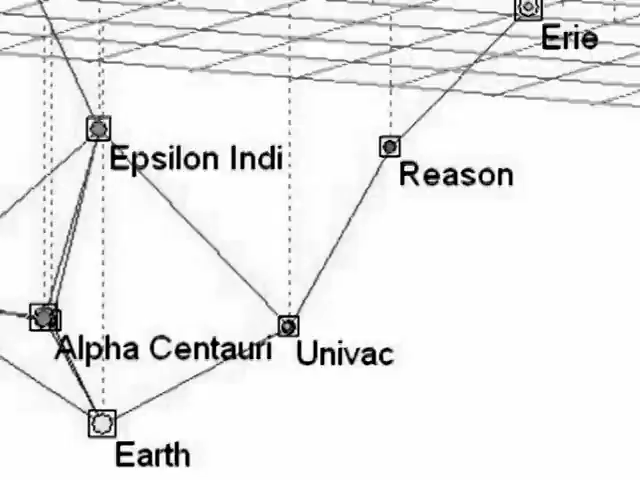 Erie
Epsilon Indi
Reason
Alpha Centauri
Univac
Earth